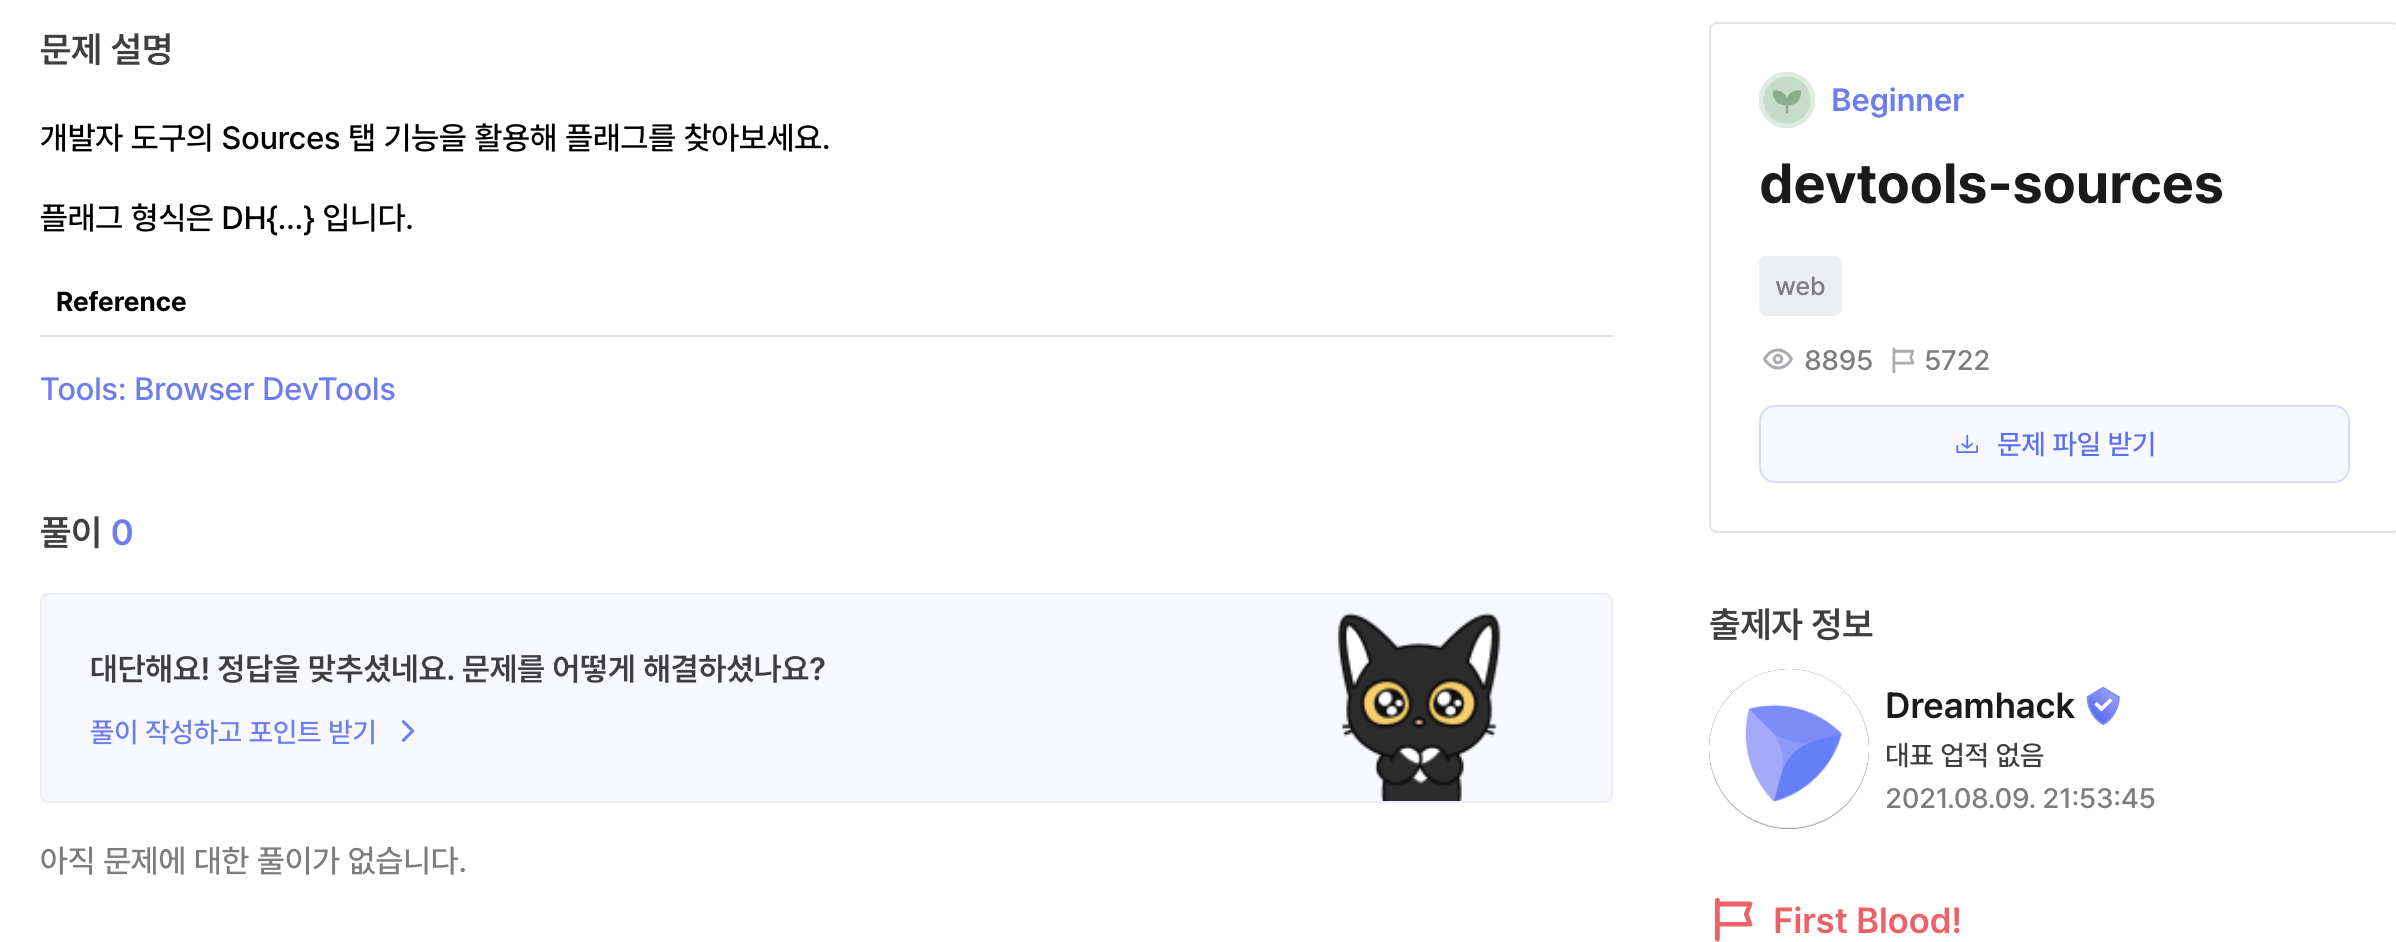 문제 설명
개발자 도구의 Sources 탭 기능을 활용해 플래그를 찾아보세요.
플래그 형식은 DH{...} 입니다.
Reference
Tools: Browser DevTools
풀이 0
대단해요! 정답을 맞추셨네요. 문제를 어떻게 해결하셨나요?
풀이 작성하고 포인트 받기
아직 문제에 대한 풀이가 없습니다.
Beginner
devtools-sources
web
8895 5722
문제 파일 받기
출제자 정보
Dreamhack
대표 업적 없음
2021.08.09. 21:53:45
First Blood!